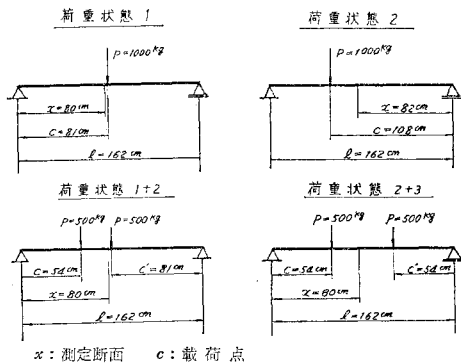 荷重状態 1
P=1000kg
x=80cm
c=81cm
l=162cm
荷重状態 2
P=1000kg
x=82cm
c=108cm
l=162cm
荷重状態 1+2
P=500kg P=500kg
c=54cm
c'=81cm
x=80cm
l=162cm
荷重状態 2+3
P=500kg P=500kg
c=54cm
c'=54cm
x=80cm
l=162cm
x：測定断面 c：載荷点